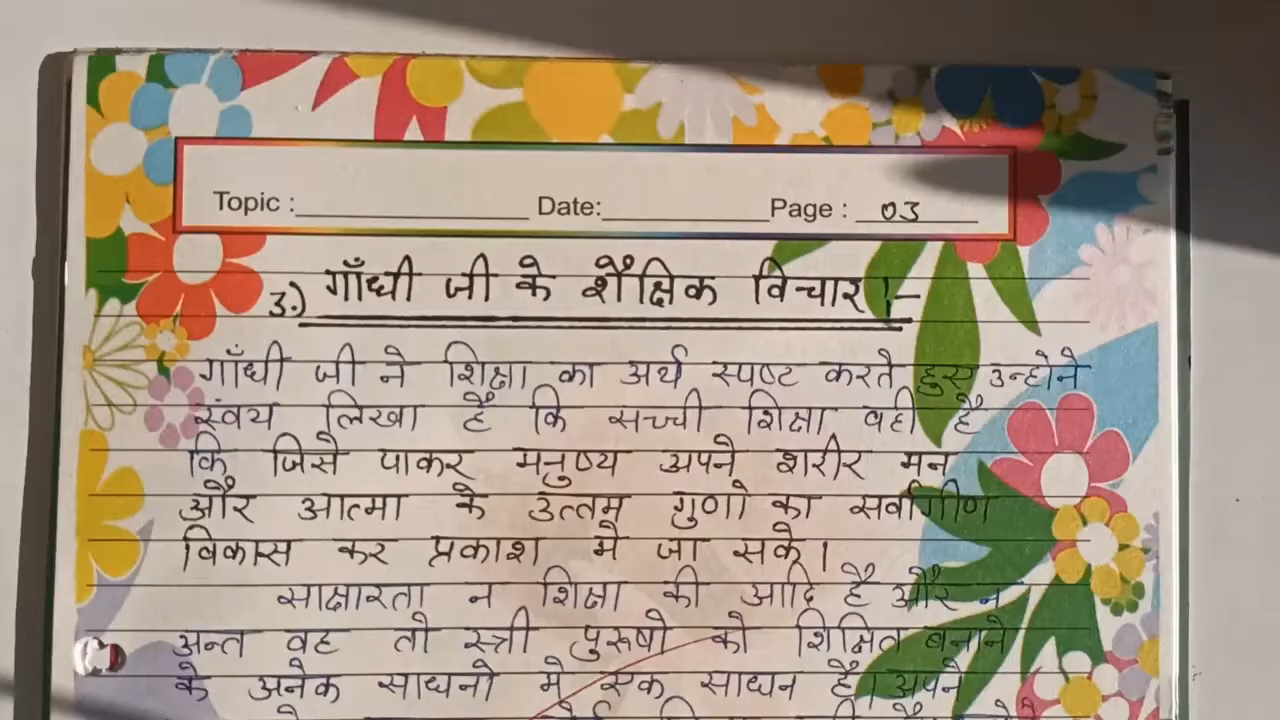 Topic : Date: Page : 03
3.) गाँधी जी के शैक्षिक विचार :-
गाँधी जी ने शिक्षा का अर्थ स्पष्ट करते हुस उन्होने
स्वंय लिखा है कि सच्ची शिक्षा वही है
कि जिसे पाकर मनुष्य अपने शरीर मन
और आत्मा के उत्तम गुणो का सर्वागीण
विकास कर प्रकाश मे जा सके।
साक्षारता न शिक्षा की आदि है और न
अन्त वह तो स्त्री पुरूषो को शिक्षित बनाने
के अनेक साधनो मे सक साधन है। अपने